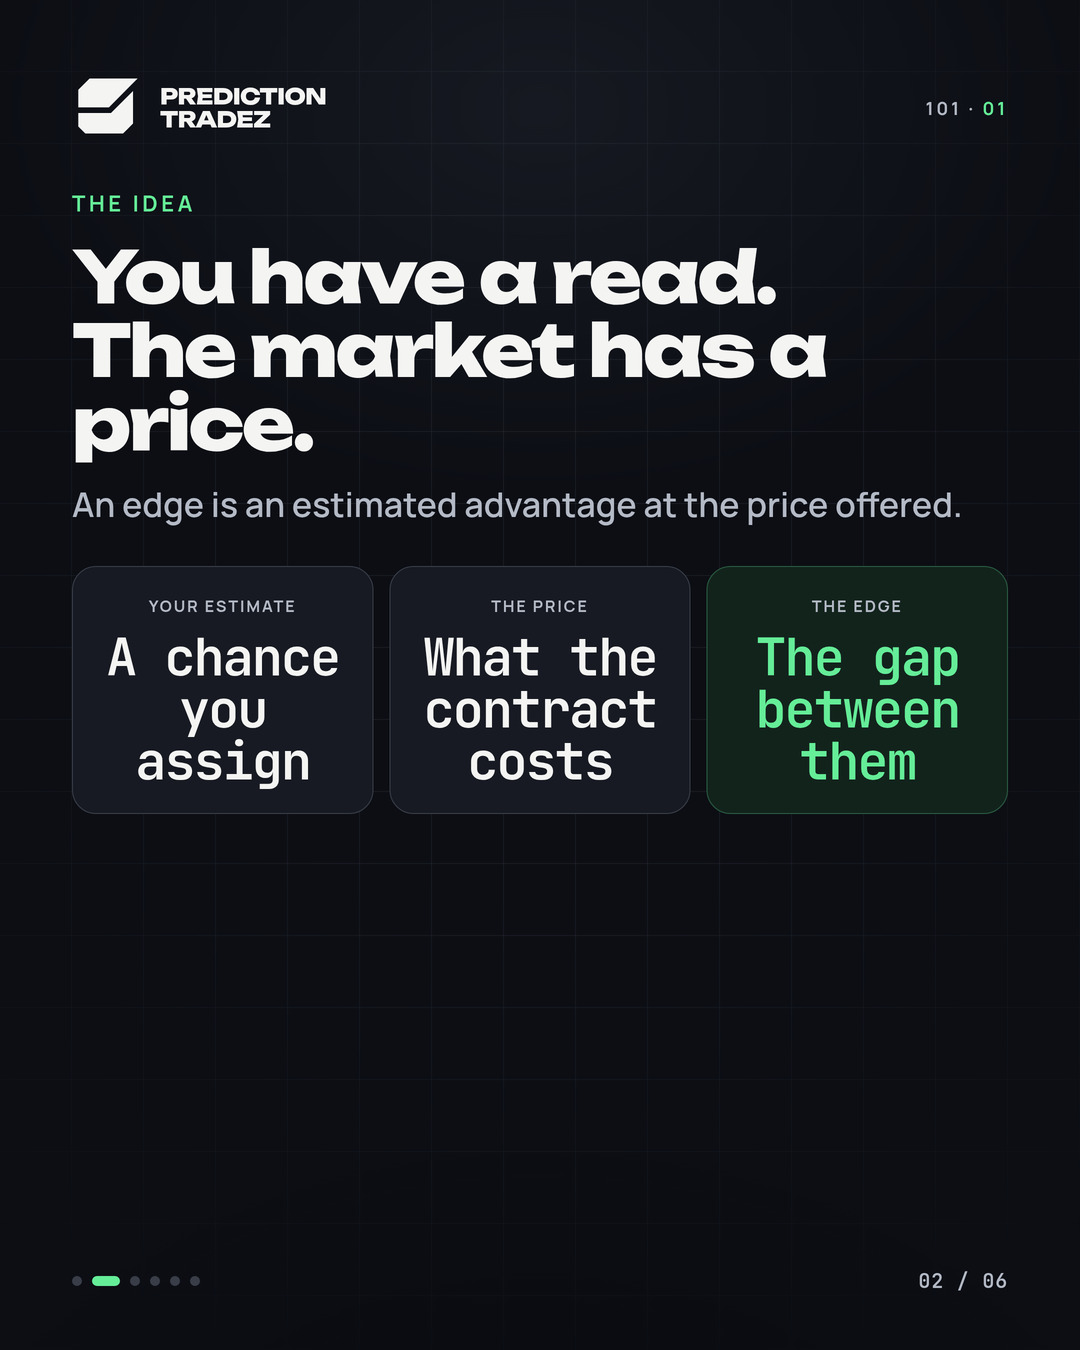 PREDICTION
TRADEZ
101 · 01
THE IDEA
You have a read.
The market has a
price.
An edge is an estimated advantage at the price offered.
YOUR ESTIMATE
A chance
you
assign
THE PRICE
What the
contract
costs
THE EDGE
The gap
between
them
02 / 06